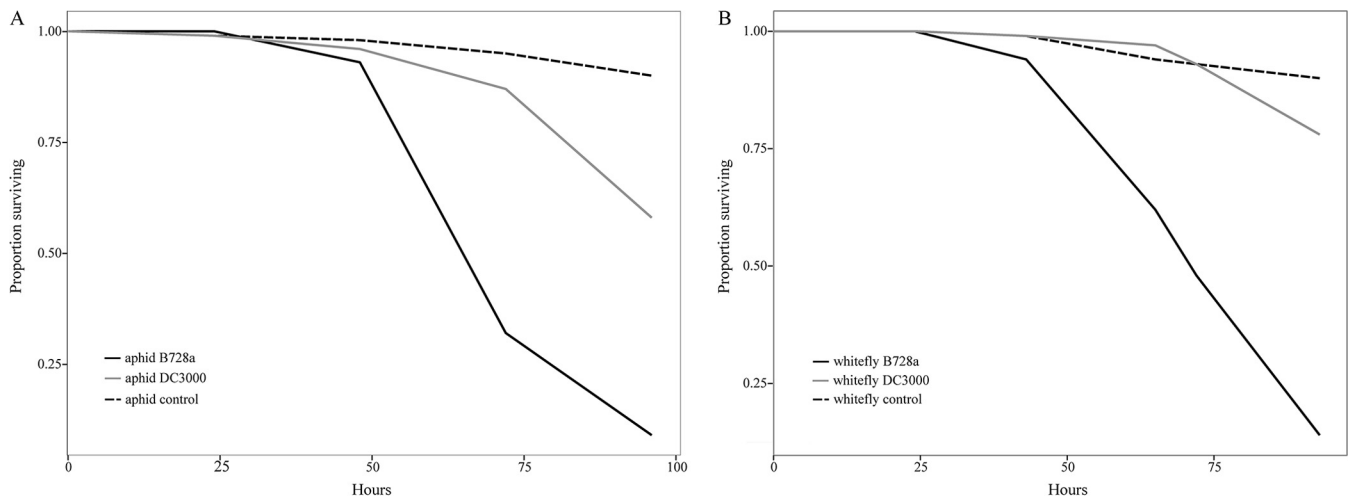 A
1.00
0.75
0.50
0.25
Proportion surviving
aphid B728a
aphid DC3000
aphid control
0 25 50 75 100
Hours
B
1.00
0.75
0.50
0.25
Proportion surviving
whitefly B728a
whitefly DC3000
whitefly control
0 25 50 75
Hours